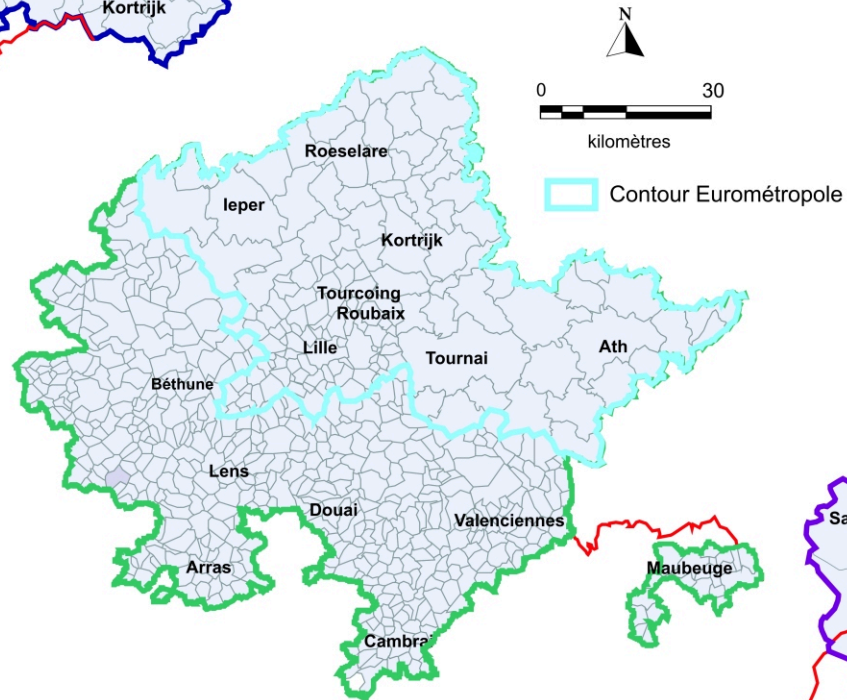 Kortrijk
N
0 30
kilomètres
Contour Eurométropole
Roeselare
Ieper
Kortrijk
Tourcoing
Roubaix
Lille
Tournai
Ath
Béthune
Lens
Douai
Valenciennes
Sa
Arras
Maubeuge
Cambrai